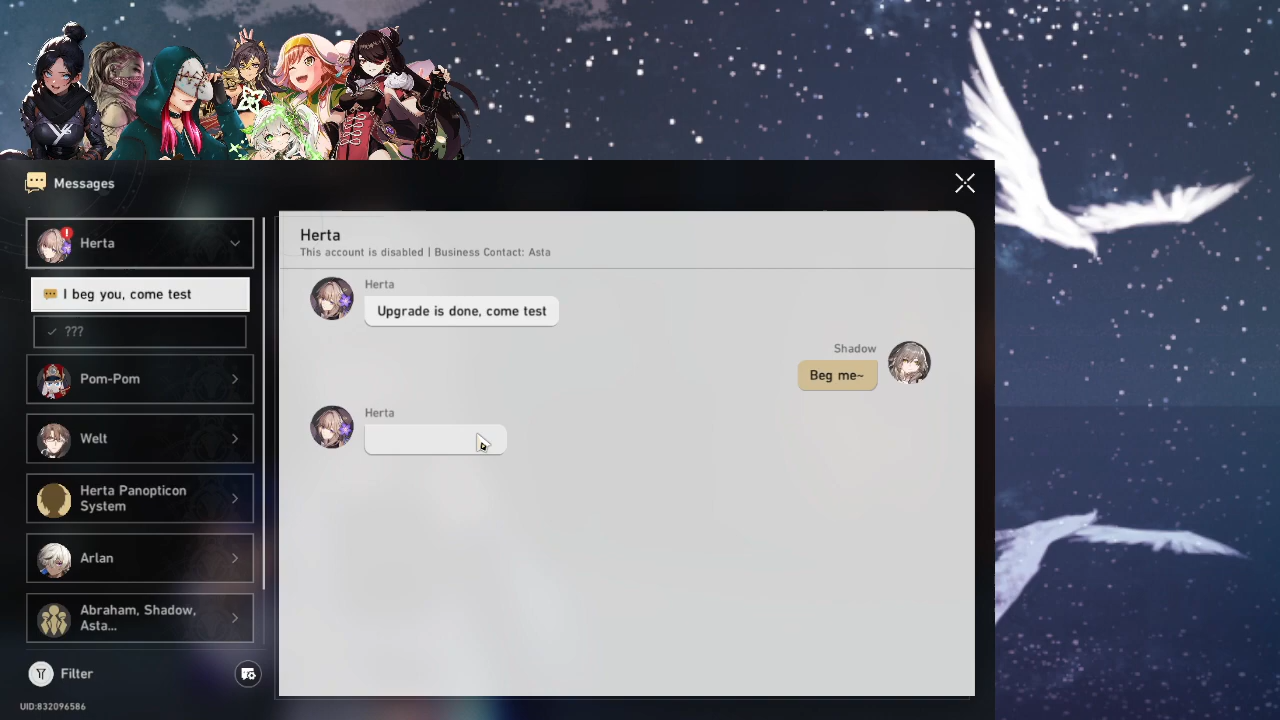 Messages
Herta
I beg you, come test
???
Pom-Pom
Welt
Herta Panopticon
System
Arlan
Abraham, Shadow,
Asta...
Filter
UID:832096586
Herta
This account is disabled | Business Contact: Asta
Herta
Upgrade is done, come test
Shadow
Beg me~
Herta